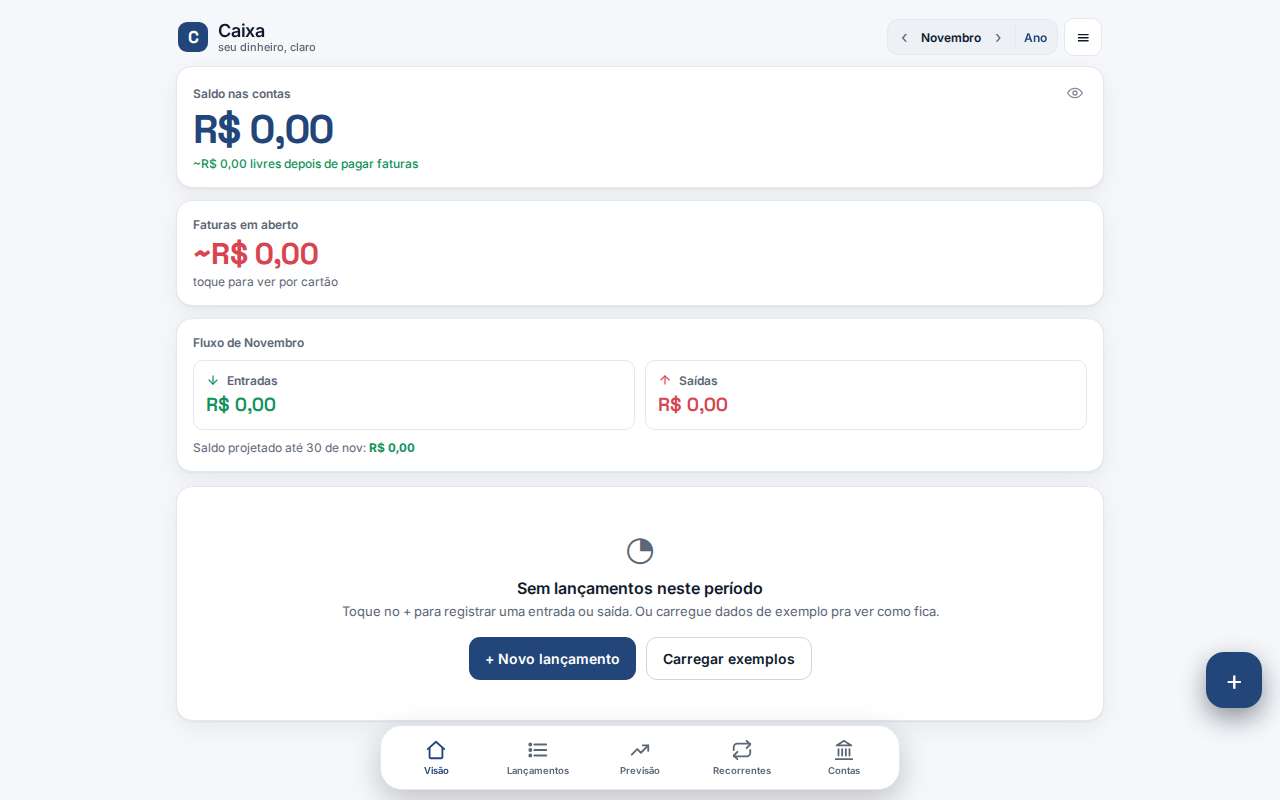 C
Caixa
seu dinheiro, claro
Novembro
Ano
Saldo nas contas
R$ 0,00
~R$ 0,00 livres depois de pagar faturas
Faturas em aberto
~R$ 0,00
toque para ver por cartão
Fluxo de Novembro
Entradas
R$ 0,00
Saídas
R$ 0,00
Saldo projetado até 30 de nov: R$ 0,00
Sem lançamentos neste período
Toque no + para registrar uma entrada ou saída. Ou carregue dados de exemplo pra ver como fica.
+ Novo lançamento
Carregar exemplos
+
Visão
Lançamentos
Previsão
Recorrentes
Contas